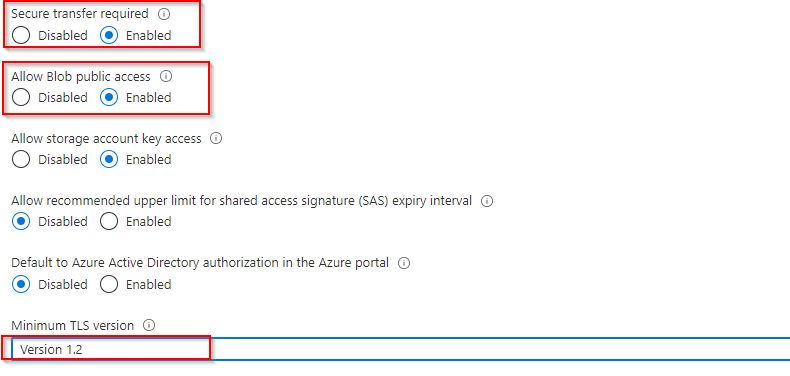 Secure transfer required
Disabled Enabled
Allow Blob public access
Disabled Enabled
Allow storage account key access
Disabled Enabled
Allow recommended upper limit for shared access signature (SAS) expiry interval
Disabled Enabled
Default to Azure Active Directory authorization in the Azure portal
Disabled Enabled
Minimum TLS version
Version 1.2